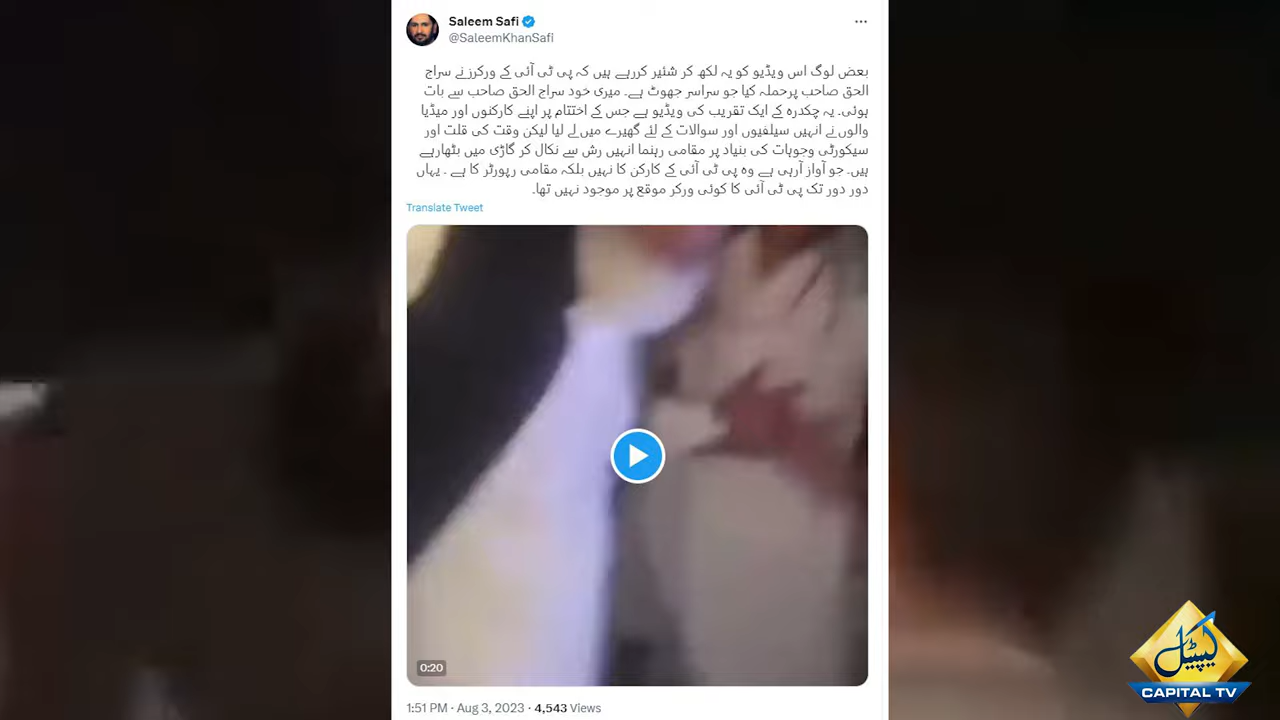 Saleem Safi
@SaleemKhanSafi
بعض لوگ اس ویڈیو کو یہ لکھ کر شئیر کررہے ہیں کہ پی ٹی آئی کے ورکرز نے سراج
الحق صاحب پرحملہ کیا جو سراسر جھوٹ ہے۔ میری خود سراج الحق صاحب سے بات
ہوئی۔ یہ چکدرہ کے ایک تقریب کی ویڈیو ہے جس کے اختتام پر اپنے کارکنوں اور میڈیا
والوں نے انہیں سیلفیوں اور سوالات کے لئے گھیرے میں لے لیا لیکن وقت کی قلت اور
سیکورٹی وجوہات کی بنیاد پر مقامی رہنما انہیں رش سے نکال کر گاڑی میں بٹھارہے
ہیں۔ جو آواز آرہی ہے وہ پی ٹی آئی کے کارکن کا نہیں بلکہ مقامی رپورٹر کا ہے ۔ یہاں
دور دور تک پی ٹی آئی کا کوئی ورکر موقع پر موجود نہیں تھا۔
Translate Tweet
0:20
1:51 PM · Aug 3, 2023 · 4,543 Views
کیپیٹل
CAPITAL TV